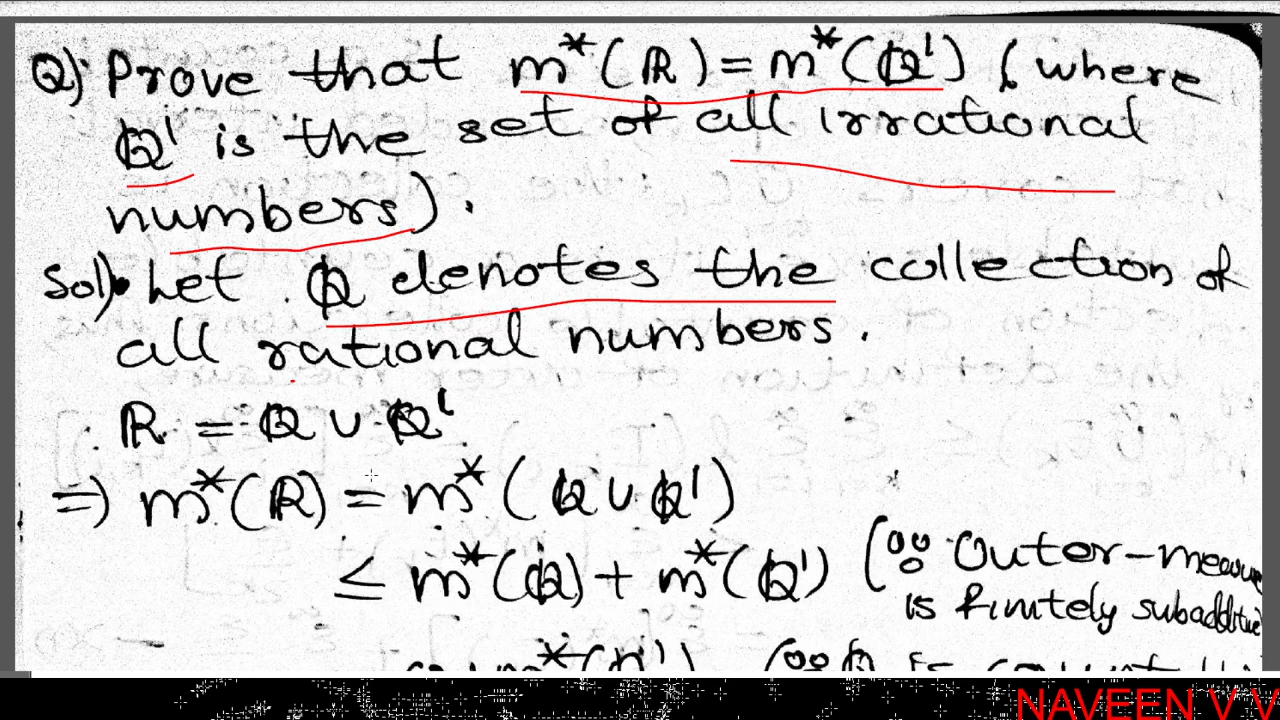 Q) Prove that m*(ℝ) = m*(ℚ') (where
ℚ' is the set of all irrational
numbers).
Sol) Let ℚ denotes the collection of
all rational numbers.
ℝ = ℚ ∪ ℚ'
⇒ m*(ℝ) = m*(ℚ ∪ ℚ')
≤ m*(ℚ) + m*(ℚ') (∵ Outer-measure
is finitely subadditive
NAVEEN V V